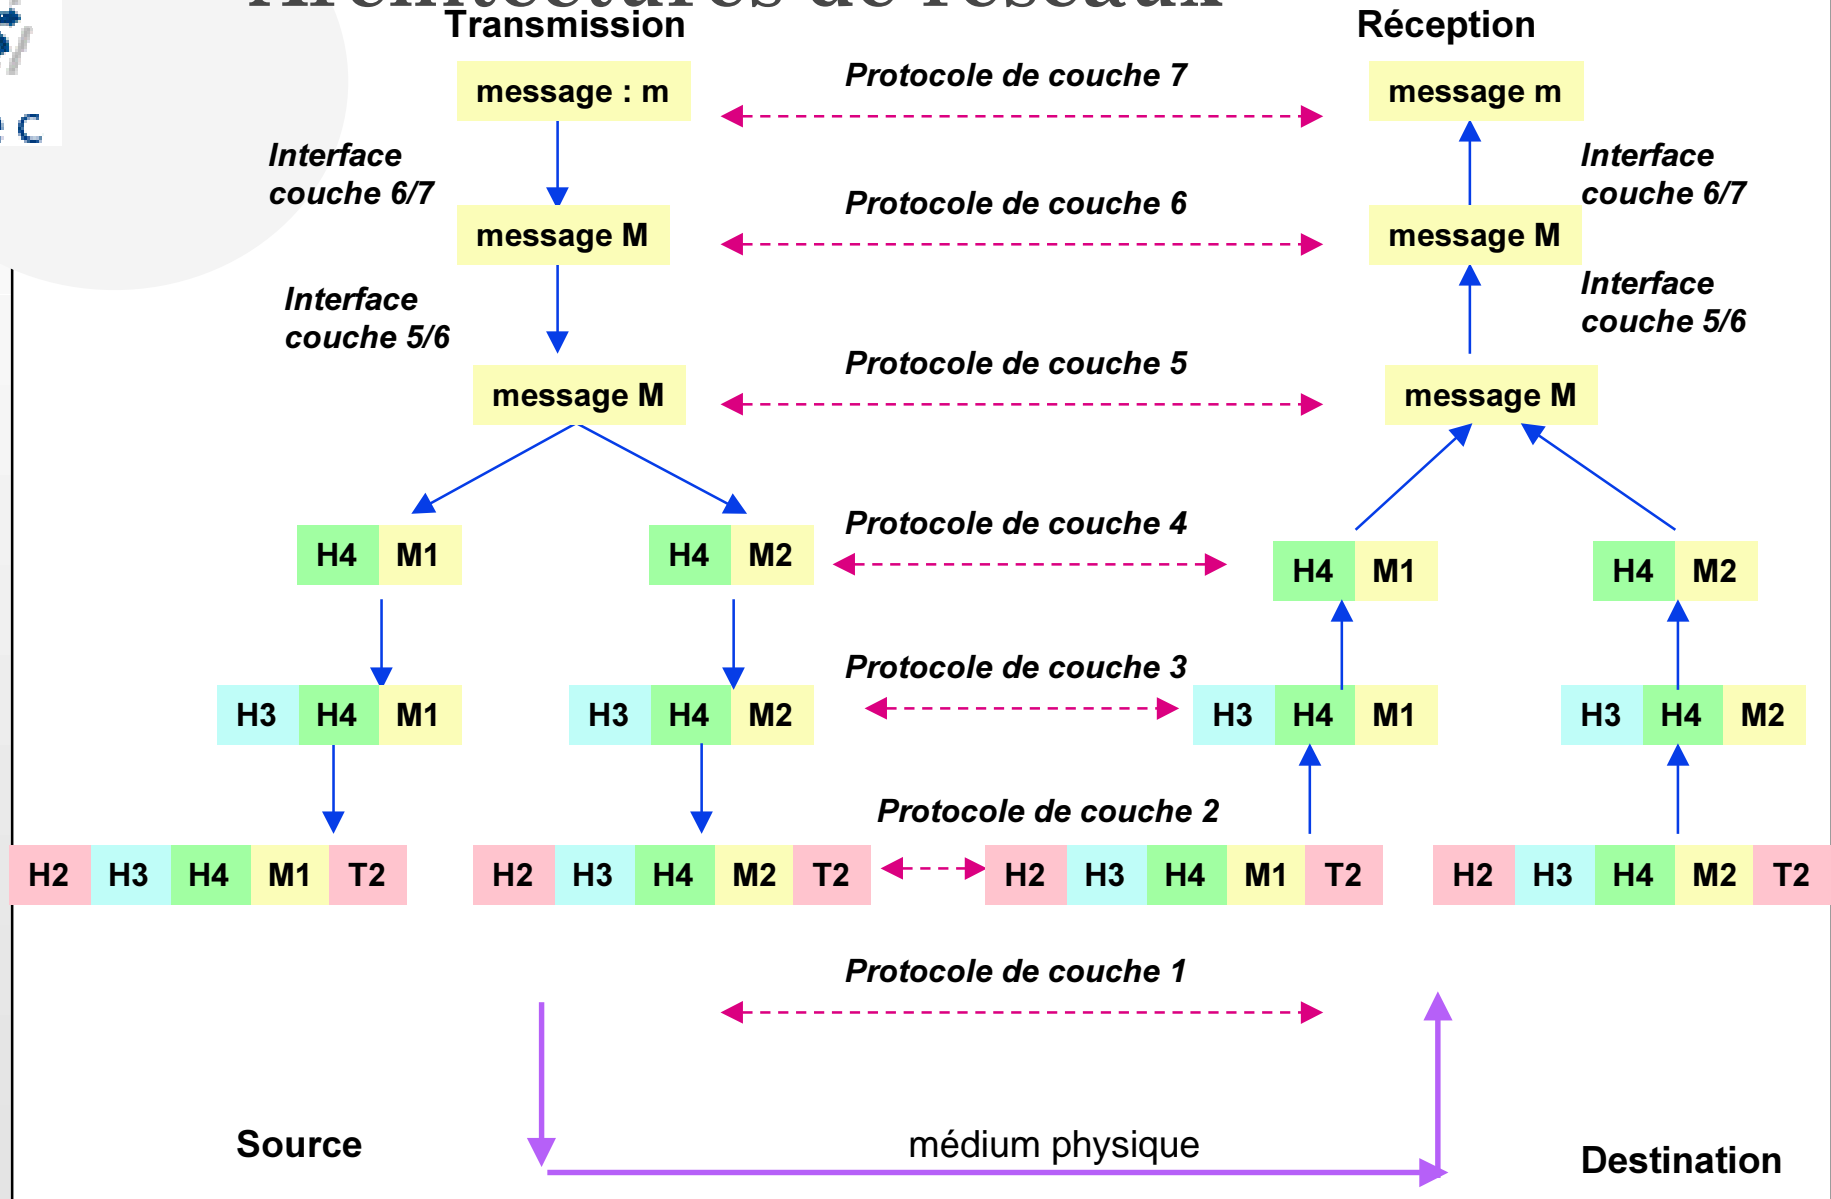 Architectures de réseaux
Transmission
Réception
message : m
Protocole de couche 7
message m
Interface
couche 6/7
Interface
couche 6/7
message M
Protocole de couche 6
message M
Interface
couche 5/6
Interface
couche 5/6
message M
Protocole de couche 5
message M
H4 M1
H4 M2
Protocole de couche 4
H4 M1
H4 M2
H3 H4 M1
H3 H4 M2
Protocole de couche 3
H3 H4 M1
H3 H4 M2
Protocole de couche 2
H2 H3 H4 M1 T2
H2 H3 H4 M2 T2
H2 H3 H4 M1 T2
H2 H3 H4 M2 T2
Protocole de couche 1
Source
médium physique
Destination